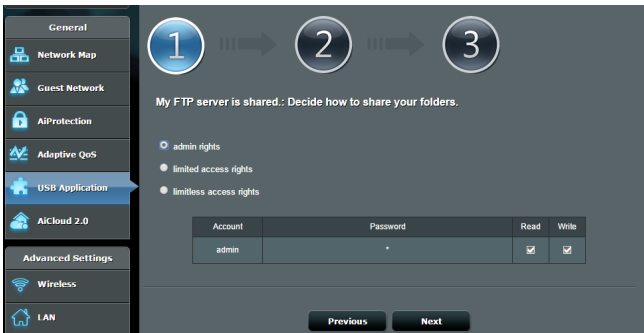 General
Network Map
Guest Network
AiProtection
Adaptive QoS
USB Application
AiCloud 2.0
Advanced Settings
Wireless
LAN
1 2 3
My FTP server is shared.: Decide how to share your folders.
admin rights
limited access rights
limitless access rights
Account Password Read Write
admin *
Previous Next